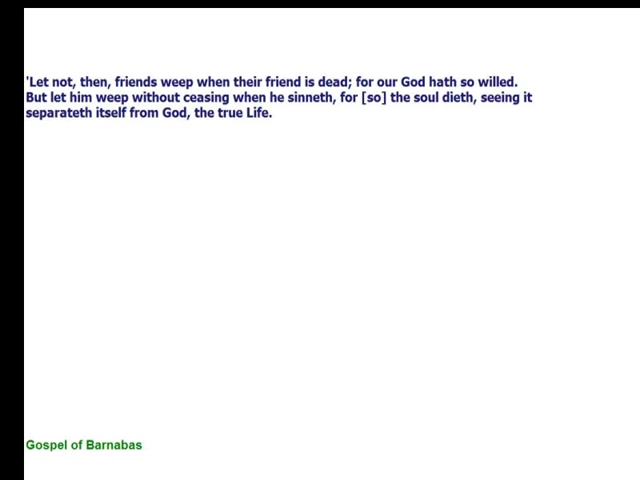 'Let not, then, friends weep when their friend is dead; for our God hath so willed.
But let him weep without ceasing when he sinneth, for [so] the soul dieth, seeing it
separateth itself from God, the true Life.
Gospel of Barnabas